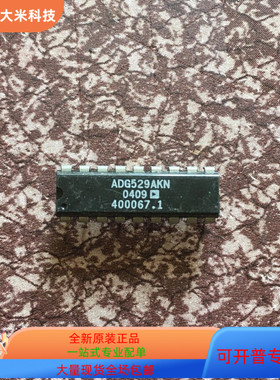 大米科技
ADG529AKN
0409
400067.1
全新原装正品
一站式专业配单
大量现货全场包邮
可开普专